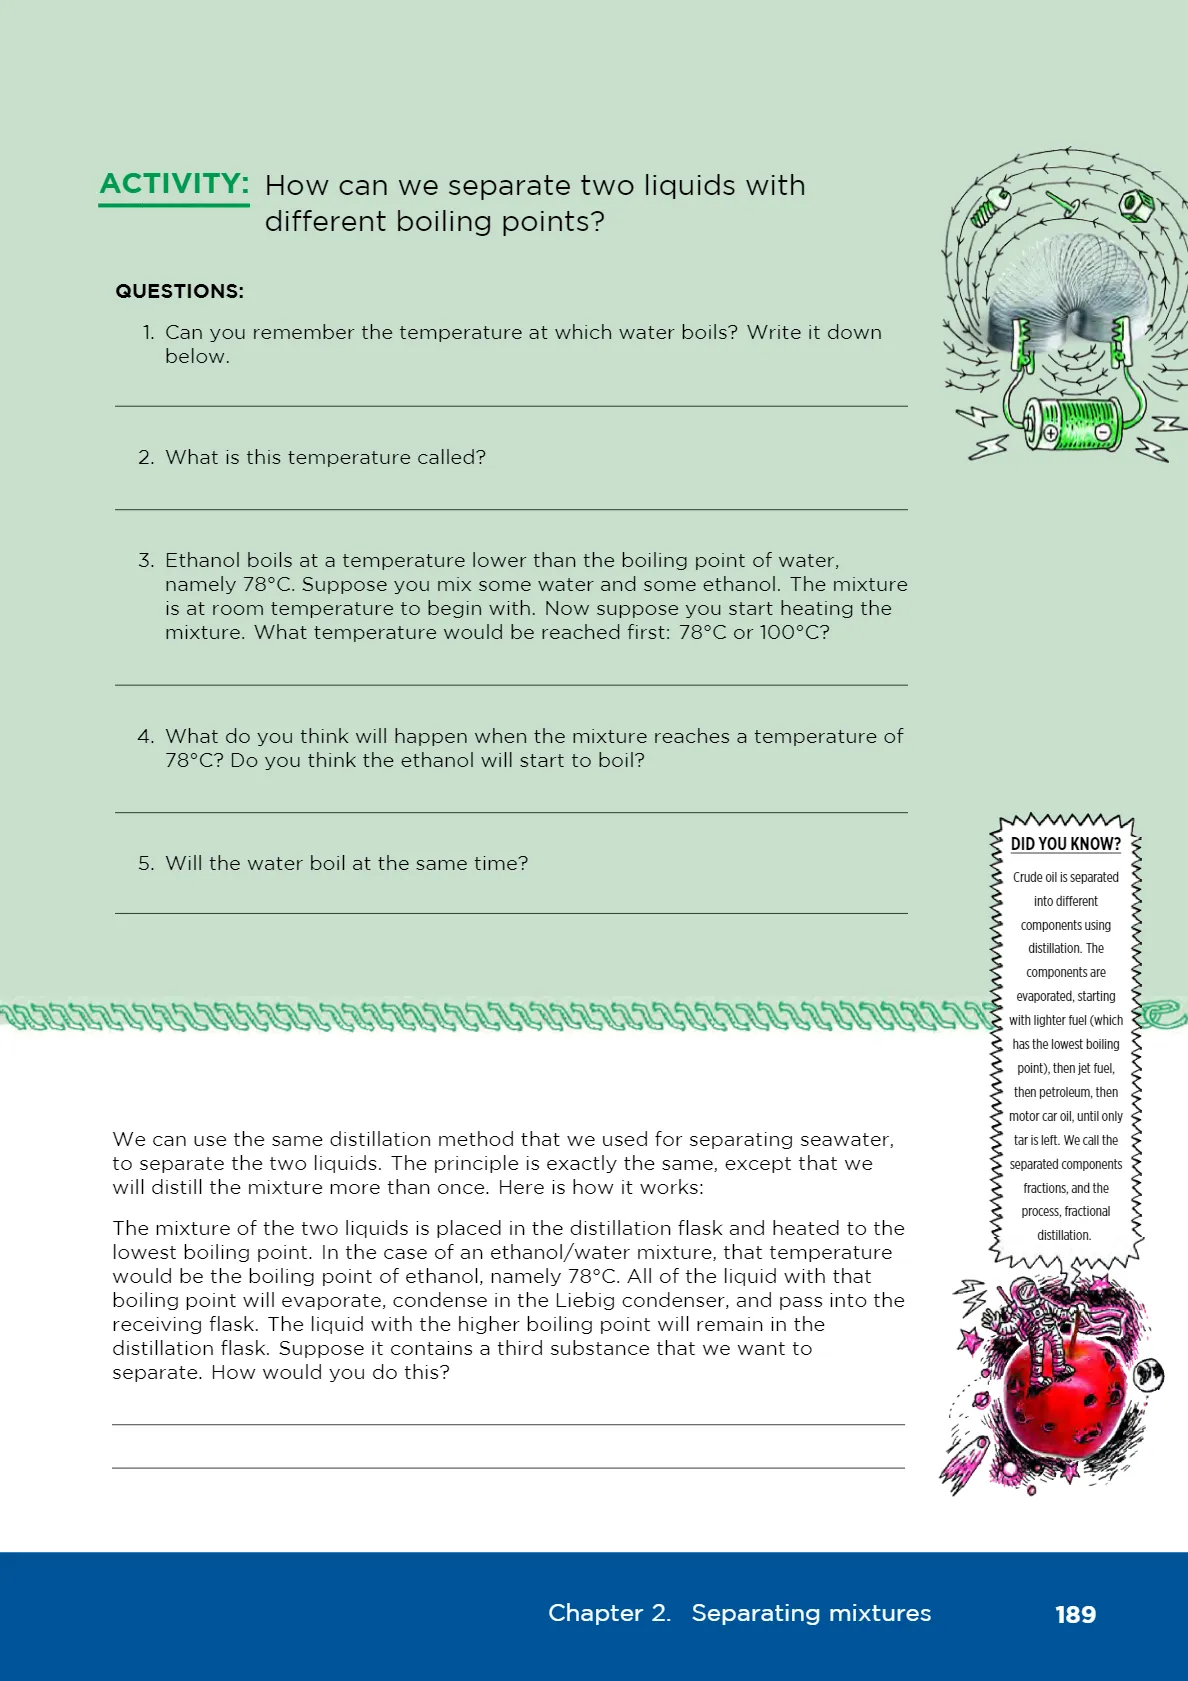 ACTIVITY: How can we separate two liquids with
different boiling points?
QUESTIONS:
1. Can you remember the temperature at which water boils? Write it down
below.
2. What is this temperature called?
3. Ethanol boils at a temperature lower than the boiling point of water,
namely 78°C. Suppose you mix some water and some ethanol. The mixture
is at room temperature to begin with. Now suppose you start heating the
mixture. What temperature would be reached first: 78°C or 100°C?
4. What do you think will happen when the mixture reaches a temperature of
78°C? Do you think the ethanol will start to boil?
5. Will the water boil at the same time?
DID YOU KNOW?
Crude oil is separated
into different
components using
distillation. The
components are
evaporated, starting
with lighter fuel (which
has the lowest boiling
point), then jet fuel,
then petroleum, then
motor car oil, until only
tar is left. We call the
separated components
fractions, and the
process, fractional
distillation.
We can use the same distillation method that we used for separating seawater,
to separate the two liquids. The principle is exactly the same, except that we
will distill the mixture more than once. Here is how it works:
The mixture of the two liquids is placed in the distillation flask and heated to the
lowest boiling point. In the case of an ethanol/water mixture, that temperature
would be the boiling point of ethanol, namely 78°C. All of the liquid with that
boiling point will evaporate, condense in the Liebig condenser, and pass into the
receiving flask. The liquid with the higher boiling point will remain in the
distillation flask. Suppose it contains a third substance that we want to
separate. How would you do this?
Chapter 2. Separating mixtures 189